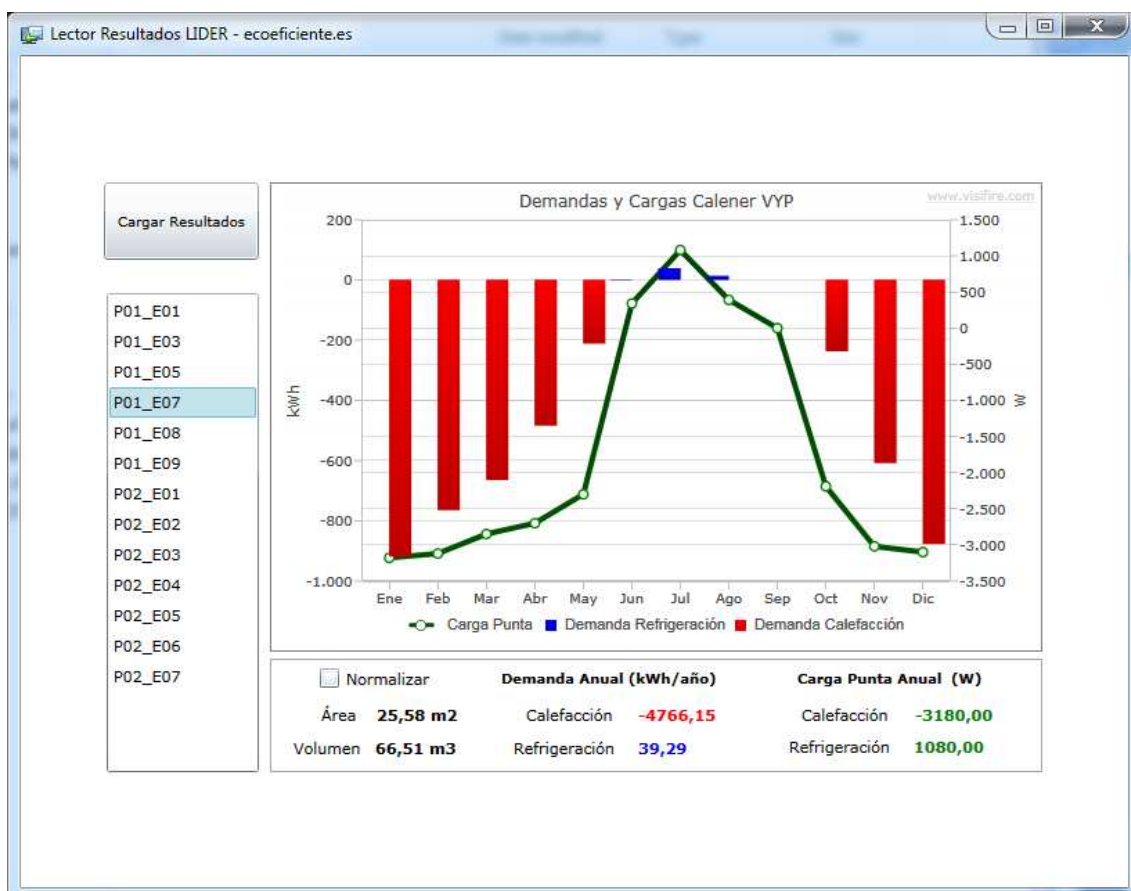 Lector Resultados LIDER - ecoeficiente.es
Cargar Resultados
P01_E01
P01_E03
P01_E05
P01_E07
P01_E08
P01_E09
P02_E01
P02_E02
P02_E03
P02_E04
P02_E05
P02_E06
P02_E07
Demandas y Cargas Calener VYP
www.visifire.com
200
0
-200
-400
-600
-800
-1.000
kWh
1.500
1.000
500
0
-500
-1.000
-1.500
-2.000
-2.500
-3.000
-3.500
W
Ene Feb Mar Abr May Jun Jul Ago Sep Oct Nov Dic
Carga Punta Demanda Refrigeración Demanda Calefacción
Normalizar Demanda Anual (kWh/año) Carga Punta Anual (W)
Área 25,58 m2 Calefacción -4766,15 Calefacción -3180,00
Volumen 66,51 m3 Refrigeración 39,29 Refrigeración 1080,00